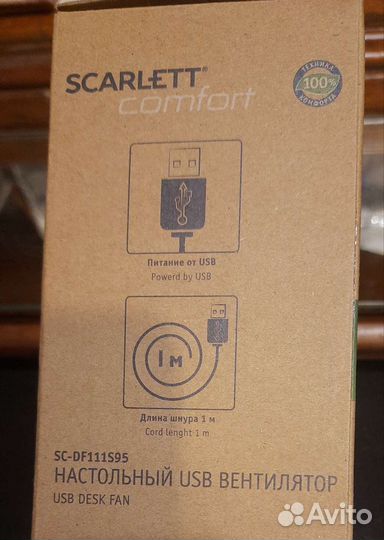 SCARLETT®
comfort
ТЕХНИКА
100%
КОМФОРТА
Питание от USB
Powerd by USB
1 м
Длина шнура 1 м
Cord lenght 1 m
SC-DF111S95
НАСТОЛЬНЫЙ USB ВЕНТИЛЯТОР
USB DESK FAN
Avito